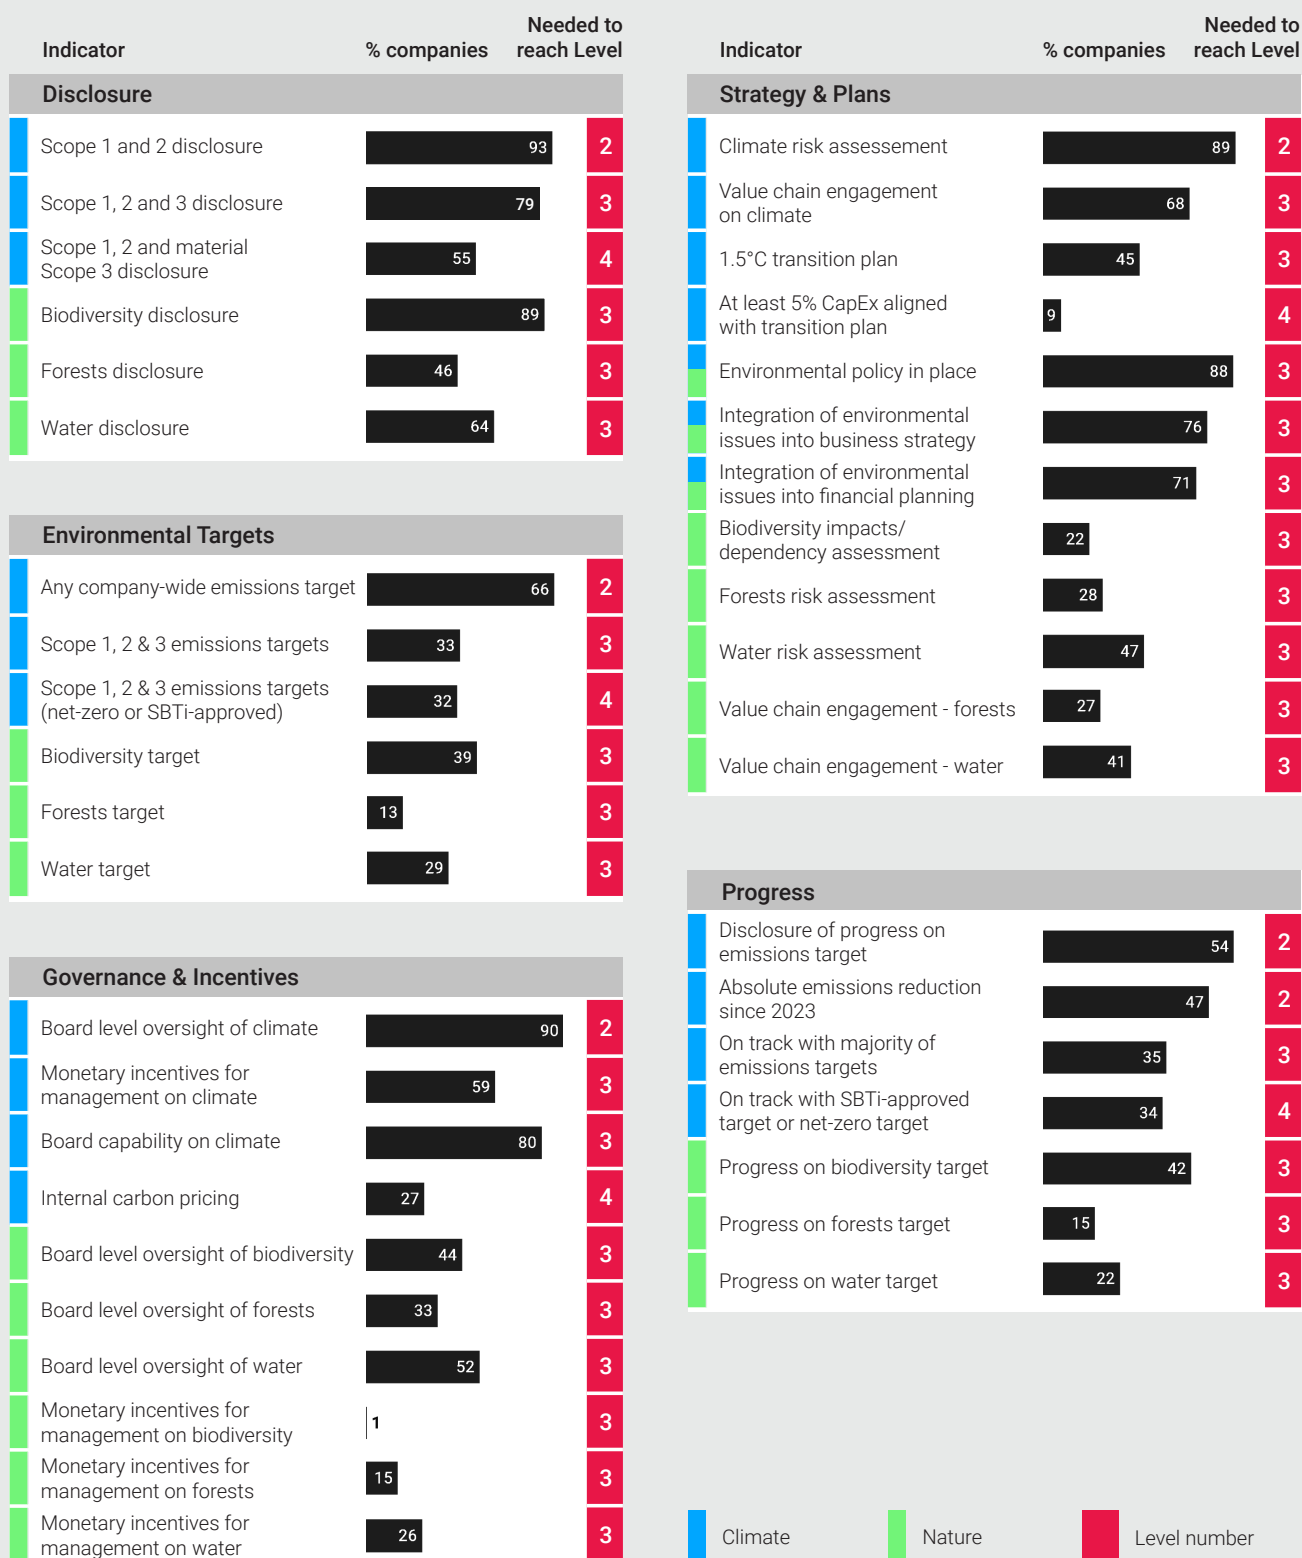 Indicator % companies Needed to reach Level
Disclosure
Scope 1 and 2 disclosure 93 2
Scope 1, 2 and 3 disclosure 79 3
Scope 1, 2 and material
Scope 3 disclosure 55 4
Biodiversity disclosure 89 3
Forests disclosure 46 3
Water disclosure 64 3
Environmental Targets
Any company-wide emissions target 66 2
Scope 1, 2 & 3 emissions targets 33 3
Scope 1, 2 & 3 emissions targets
(net-zero or SBTi-approved) 32 4
Biodiversity target 39 3
Forests target 13 3
Water target 29 3
Governance & Incentives
Board level oversight of climate 90 2
Monetary incentives for
management on climate 59 3
Board capability on climate 80 3
Internal carbon pricing 27 4
Board level oversight of biodiversity 44 3
Board level oversight of forests 33 3
Board level oversight of water 52 3
Monetary incentives for
management on biodiversity 1 3
Monetary incentives for
management on forests 15 3
Monetary incentives for
management on water 26 3
Indicator % companies Needed to reach Level
Strategy & Plans
Climate risk assessement 89 2
Value chain engagement
on climate 68 3
1.5°C transition plan 45 3
At least 5% CapEx aligned
with transition plan 9 4
Environmental policy in place 88 3
Integration of environmental
issues into business strategy 76 3
Integration of environmental
issues into financial planning 71 3
Biodiversity impacts/
dependency assessment 22 3
Forests risk assessment 28 3
Water risk assessment 47 3
Value chain engagement - forests 27 3
Value chain engagement - water 41 3
Progress
Disclosure of progress on
emissions target 54 2
Absolute emissions reduction
since 2023 47 2
On track with majority of
emissions targets 35 3
On track with SBTi-approved
target or net-zero target 34 4
Progress on biodiversity target 42 3
Progress on forests target 15 3
Progress on water target 22 3
Climate Nature Level number